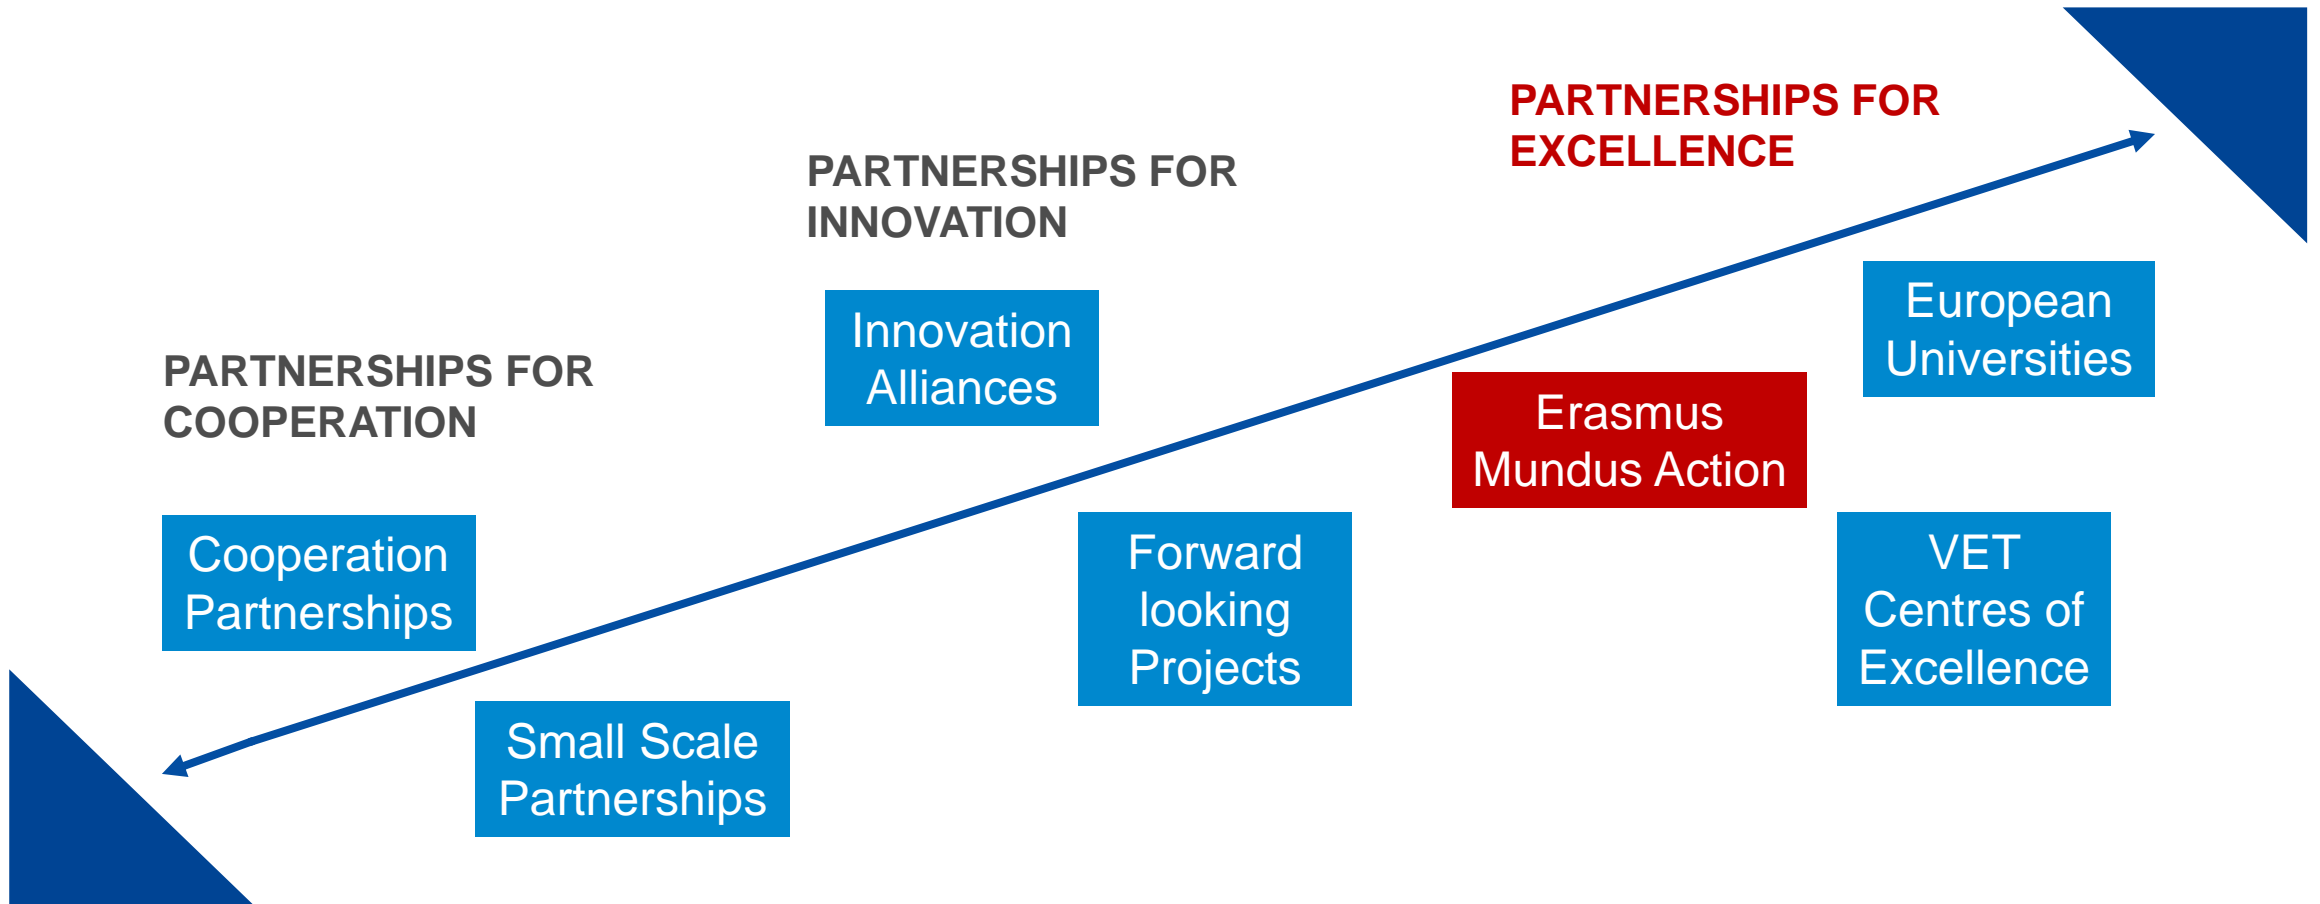 PARTNERSHIPS FOR
COOPERATION
Cooperation
Partnerships
Small Scale
Partnerships
PARTNERSHIPS FOR
INNOVATION
Innovation
Alliances
Forward
looking
Projects
PARTNERSHIPS FOR
EXCELLENCE
Erasmus
Mundus Action
European
Universities
VET
Centres of
Excellence